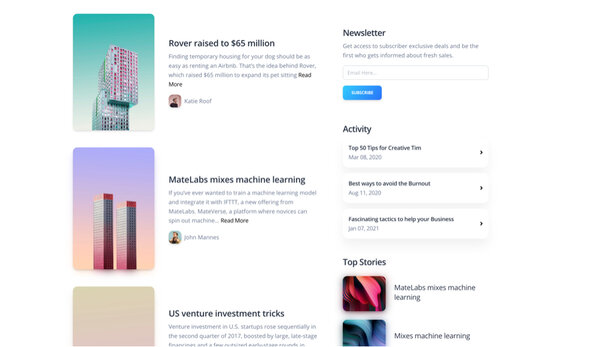 Rover raised to $65 million
Finding temporary housing for your dog should be as
easy as renting an Airbnb. That's the idea behind Rover,
which raised $65 million to expand its pet sitting Read
More
Katie Roof
MateLabs mixes machine learning
If you've ever wanted to train a machine learning model
and integrate it with IFTTT, a new offering from
MateLabs. MateVerse, a platform where novices can
spin out machine... Read More
John Mannes
US venture investment tricks
Venture investment in U.S. startups rose sequentially in
the second quarter of 2017, boosted by large, late-stage
financings and a few outsized early-stage rounds in
Newsletter
Get access to subscriber exclusive deals and be the
first who gets informed about fresh sales.
Email Here...
SUBSCRIBE
Activity
Top 50 Tips for Creative Tim
Mar 08, 2020
Best ways to avoid the Burnout
Aug 11, 2020
Fascinating tactics to help your Business
Jan 07, 2021
Top Stories
MateLabs mixes machine
learning
Mixes machine learning